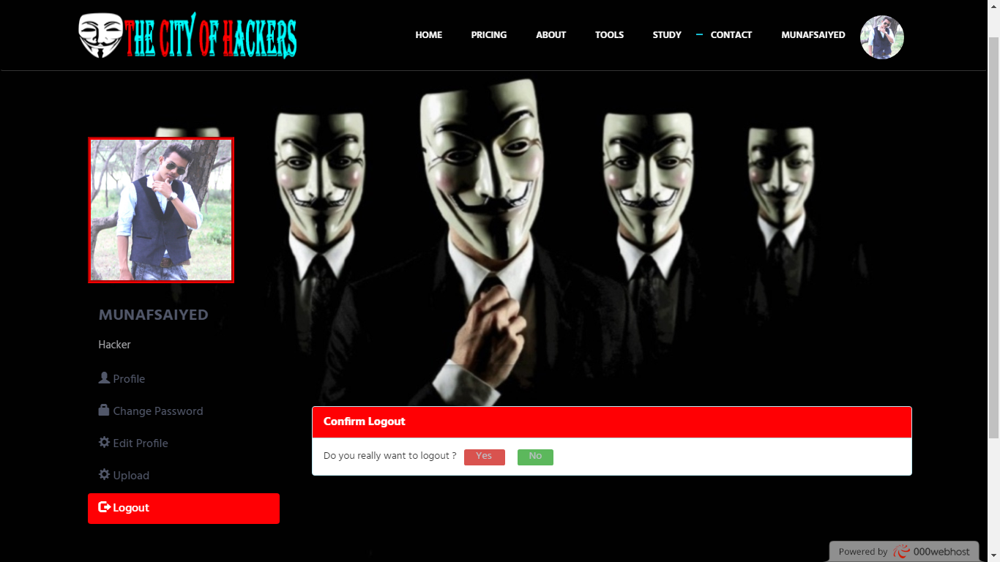 THE CITY OF HACKERS
HOME PRICING ABOUT TOOLS STUDY CONTACT MUNAFSAIYED
MUNAFSAIYED
Hacker
Profile
Change Password
Edit Profile
Upload
Logout
Confirm Logout
Do you really want to logout ? Yes No
Powered by 000webhost